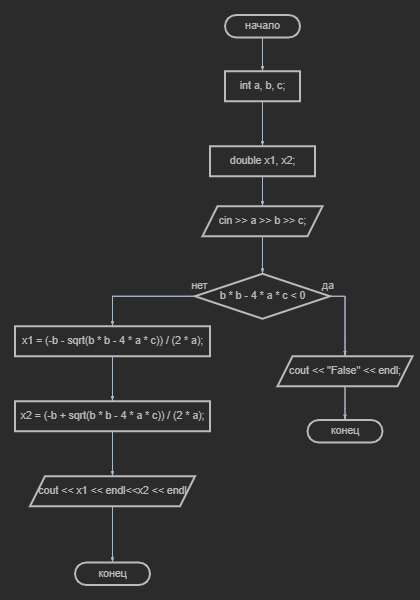 начало
int a, b, c;
double x1, x2;
cin >> a >> b >> c;
нет
да
b * b - 4 * a * c < 0
x1 = (-b - sqrt(b * b - 4 * a * c)) / (2 * a);
cout << "False" << endl;
x2 = (-b + sqrt(b * b - 4 * a * c)) / (2 * a);
конец
cout << x1 << endl<<x2 << endl
конец